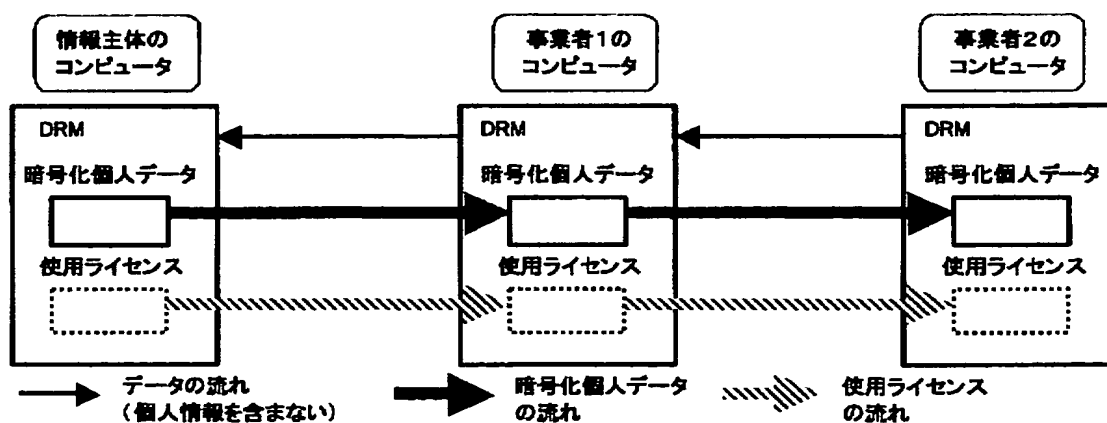 情報主体の
コンピュータ
事業者1の
コンピュータ
事業者2の
コンピュータ
DRM
DRM
DRM
暗号化個人データ
暗号化個人データ
暗号化個人データ
使用ライセンス
使用ライセンス
使用ライセンス
データの流れ
(個人情報を含まない)
暗号化個人データ
の流れ
使用ライセンス
の流れ